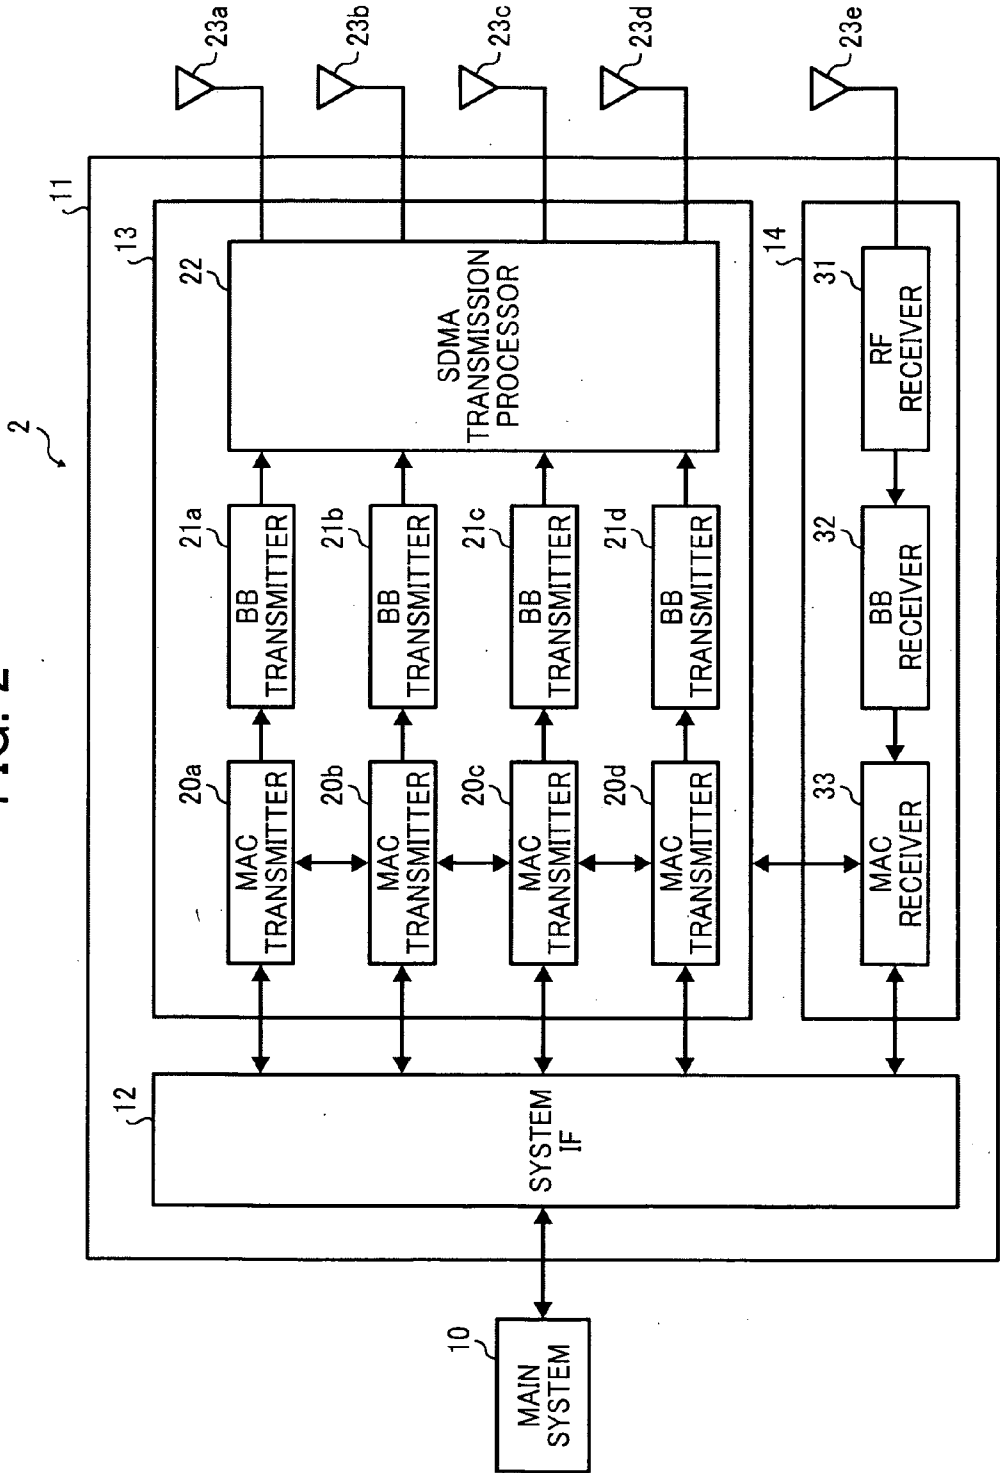 FIG. 2
2
11
12
13
20a
21a
22
23a
MAC
TRANSMITTER
BB
TRANSMITTER
20b
21b
23b
MAC
TRANSMITTER
BB
TRANSMITTER
SDMA
TRANSMISSION
PROCESSOR
10
MAIN
SYSTEM
SYSTEM
IF
20c
21c
23c
MAC
TRANSMITTER
BB
TRANSMITTER
20d
21d
23d
MAC
TRANSMITTER
BB
TRANSMITTER
14
33
32
31
23e
MAC
RECEIVER
BB
RECEIVER
RF
RECEIVER